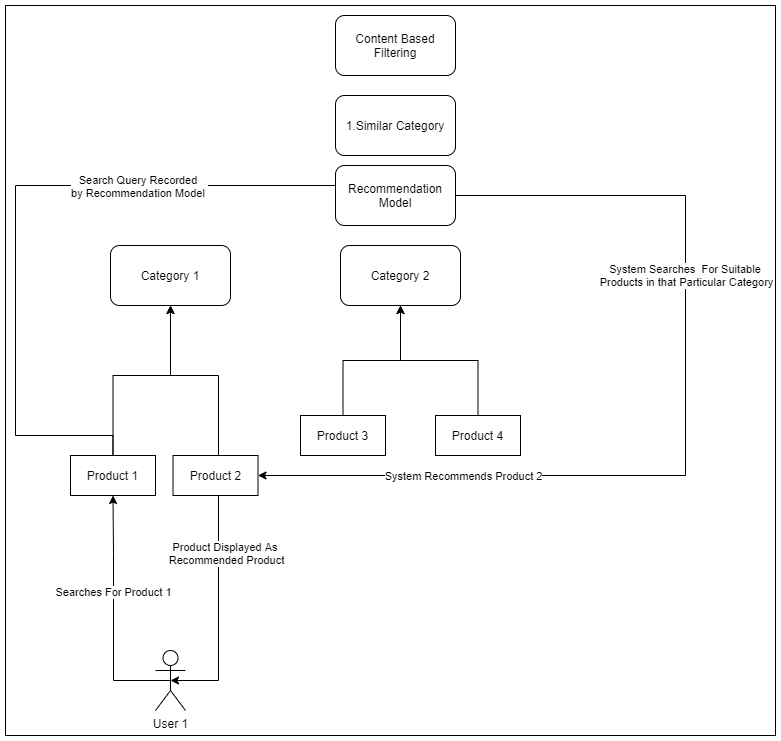 Content Based
Filtering
1.Similar Category
Search Query Recorded
by Recommendation Model
Recommendation
Model
Category 1
Category 2
System Searches  For Suitable
Products in that Particular Category
Product 3
Product 4
Product 1
Product 2
System Recommends Product 2
Product Displayed As
Recommended Product
Searches For Product 1
User 1